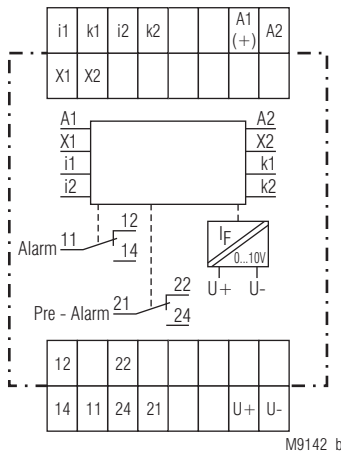 i1 k1 i2 k2 A1 (+) A2
X1 X2
A1 A2
X1 X2
i1 k1
i2 k2
12
Alarm 11
14
IF
0...10V
U+ U-
22
Pre - Alarm 21
24
12 22
14 11 24 21 U+ U-
M9142_b